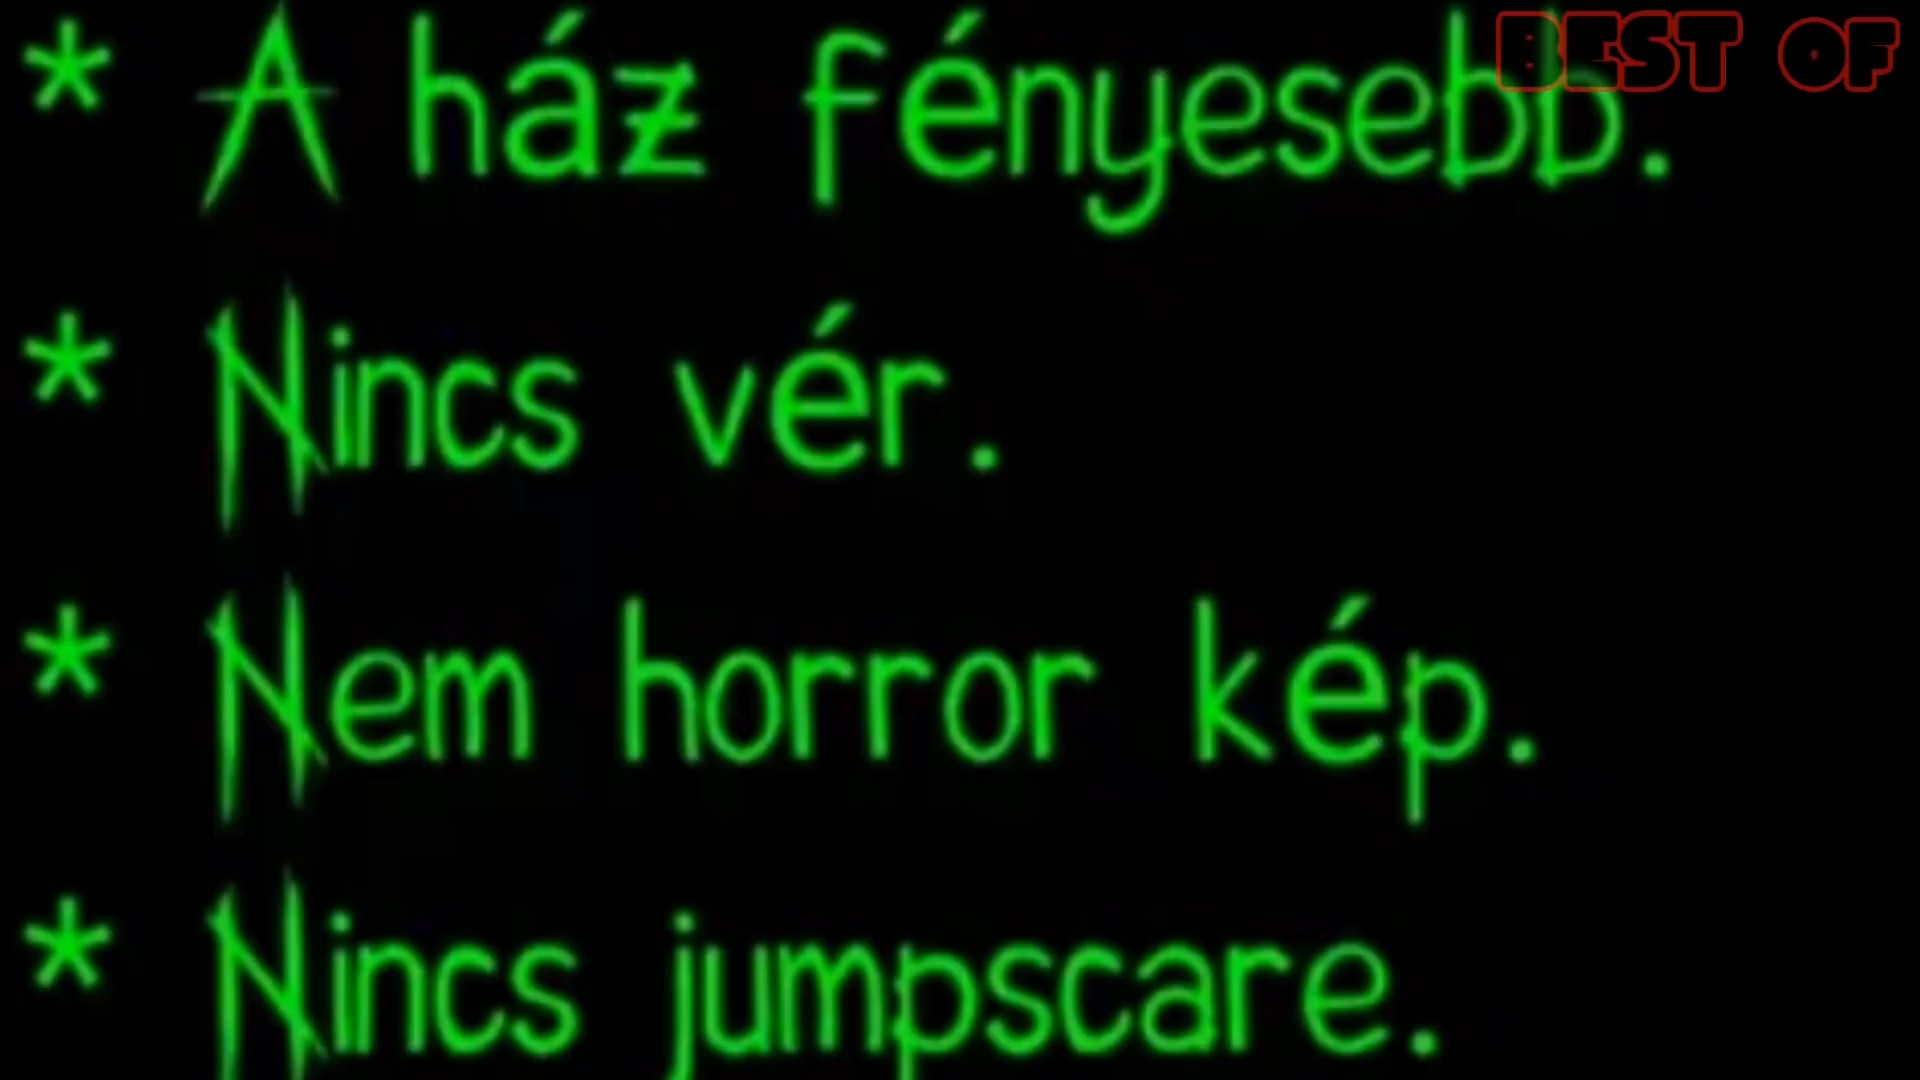 BEST OF
* A ház fényesebb.
* Nincs vér.
* Nem horror kép.
* Nincs jumpscare.